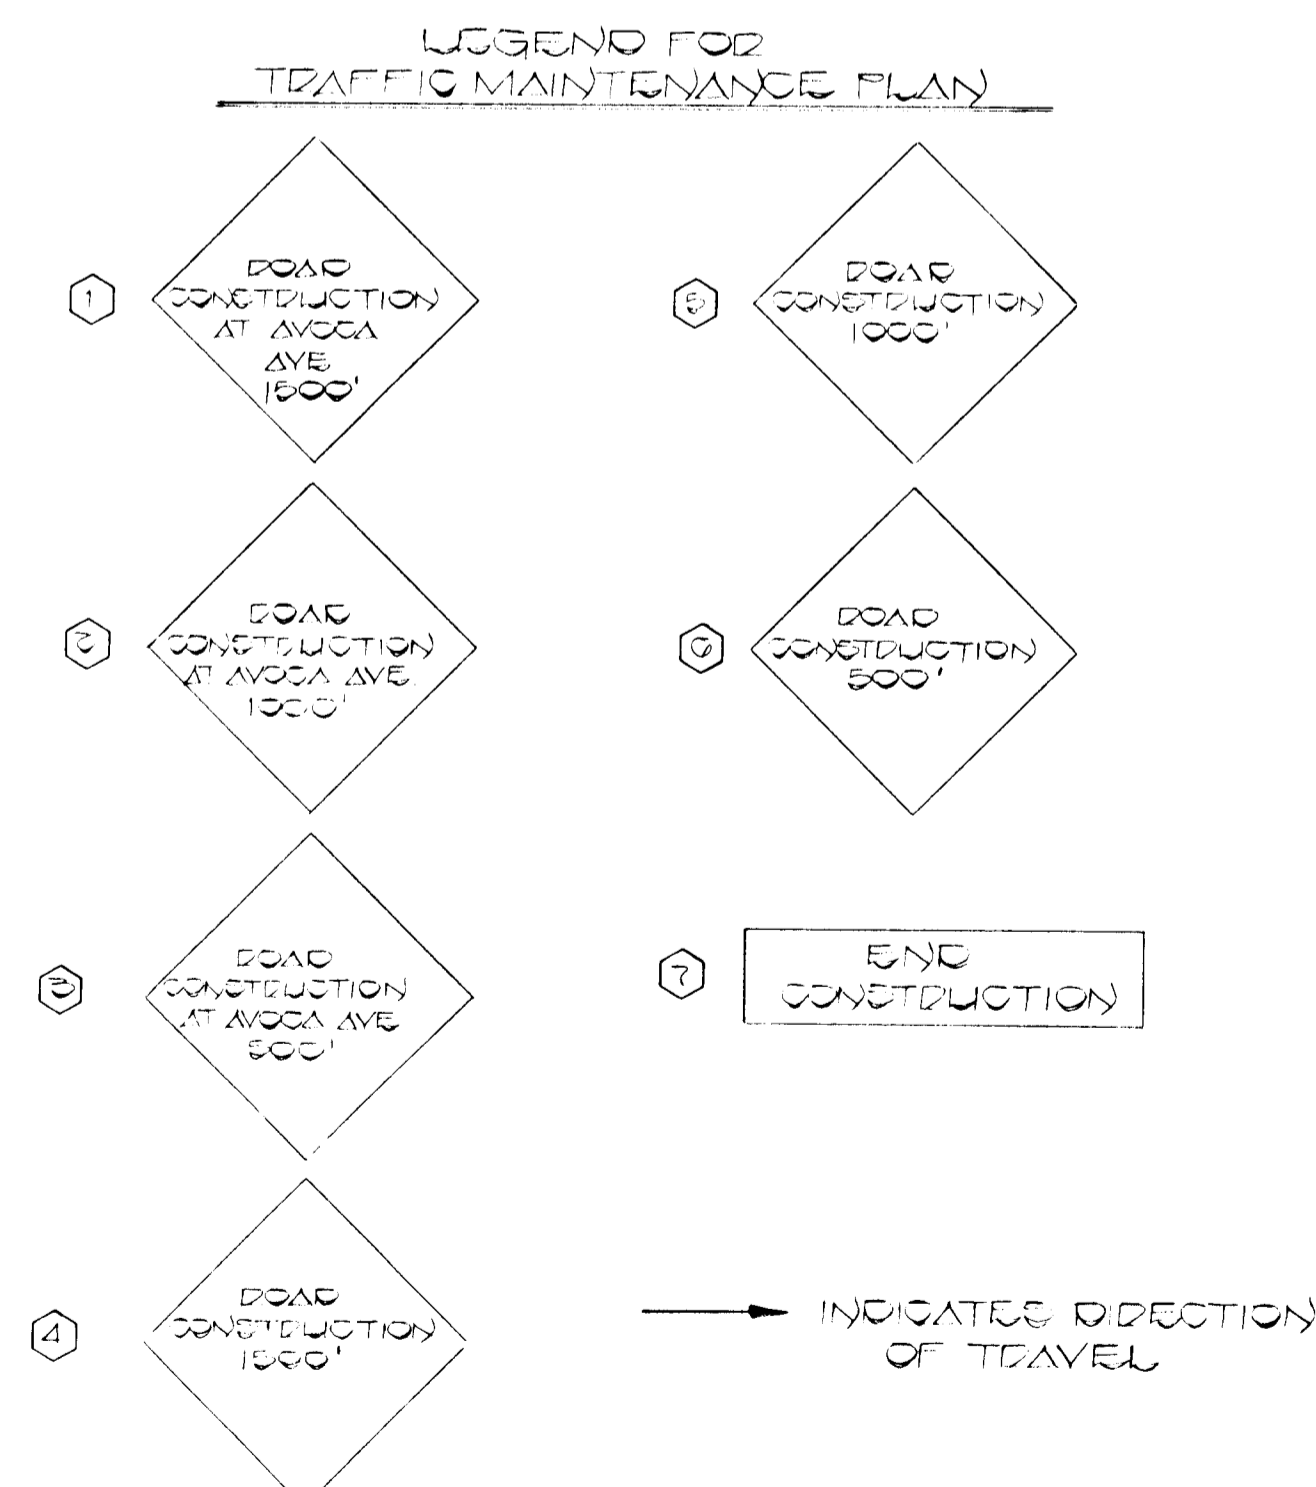 LEGEND FOR
TRAFFIC MAINTENANCE PLAN
1
ROAD
CONSTRUCTION
AT AVOCA
AVE
1500'
2
ROAD
CONSTRUCTION
AT AVOCA AVE.
1000'
3
ROAD
CONSTRUCTION
AT AVOCA AVE
500'
4
ROAD
CONSTRUCTION
1500'
5
ROAD
CONSTRUCTION
1000'
6
ROAD
CONSTRUCTION
500'
7
END
CONSTRUCTION
INDICATES DIRECTION
OF TRAVEL